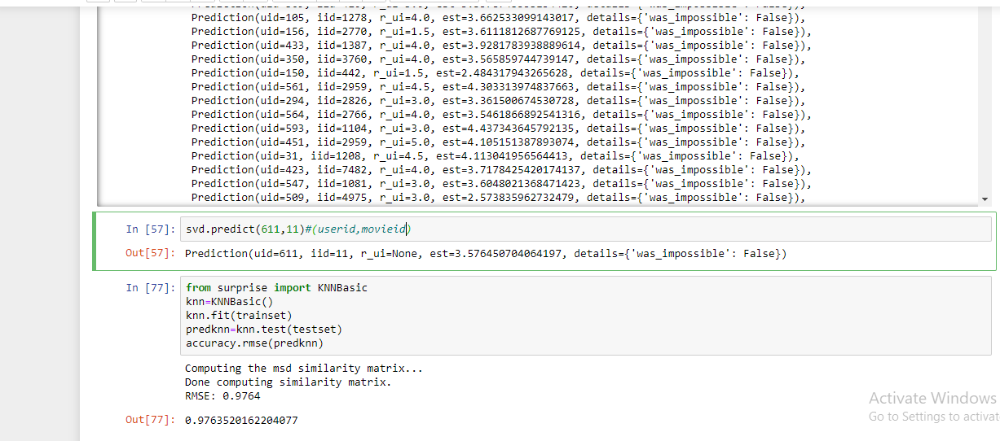 Prediction(uid=105, iid=1278, r_ui=4.0, est=3.662533099143017, details={'was_impossible': False}),
Prediction(uid=156, iid=2770, r_ui=1.5, est=3.6111812687769125, details={'was_impossible': False}),
Prediction(uid=433, iid=1387, r_ui=4.0, est=3.9281783938889614, details={'was_impossible': False}),
Prediction(uid=350, iid=3760, r_ui=4.0, est=3.565859744739147, details={'was_impossible': False}),
Prediction(uid=150, iid=442, r_ui=1.5, est=2.484317943265628, details={'was_impossible': False}),
Prediction(uid=561, iid=2959, r_ui=4.5, est=4.303313974837663, details={'was_impossible': False}),
Prediction(uid=294, iid=2826, r_ui=3.0, est=3.361500674530728, details={'was_impossible': False}),
Prediction(uid=564, iid=2766, r_ui=4.0, est=3.5461866892541316, details={'was_impossible': False}),
Prediction(uid=593, iid=1104, r_ui=3.0, est=4.437343645792135, details={'was_impossible': False}),
Prediction(uid=451, iid=2959, r_ui=5.0, est=4.105151387893074, details={'was_impossible': False}),
Prediction(uid=31, iid=1208, r_ui=4.5, est=4.113041956564413, details={'was_impossible': False}),
Prediction(uid=423, iid=7482, r_ui=4.0, est=3.7178425420174137, details={'was_impossible': False}),
Prediction(uid=547, iid=1081, r_ui=3.0, est=3.6048021368471423, details={'was_impossible': False}),
Prediction(uid=509, iid=4975, r_ui=3.0, est=2.573835962732479, details={'was_impossible': False}),
In [57]: svd.predict(611,11)#(userid,movieid)
Out[57]: Prediction(uid=611, iid=11, r_ui=None, est=3.576450704064197, details={'was_impossible': False})
In [77]: from surprise import KNNBasic
knn=KNNBasic()
knn.fit(trainset)
predknn=knn.test(testset)
accuracy.rmse(predknn)
Computing the msd similarity matrix...
Done computing similarity matrix.
RMSE: 0.9764
Out[77]: 0.9763520162204077
Activate Windows
Go to Settings to activat